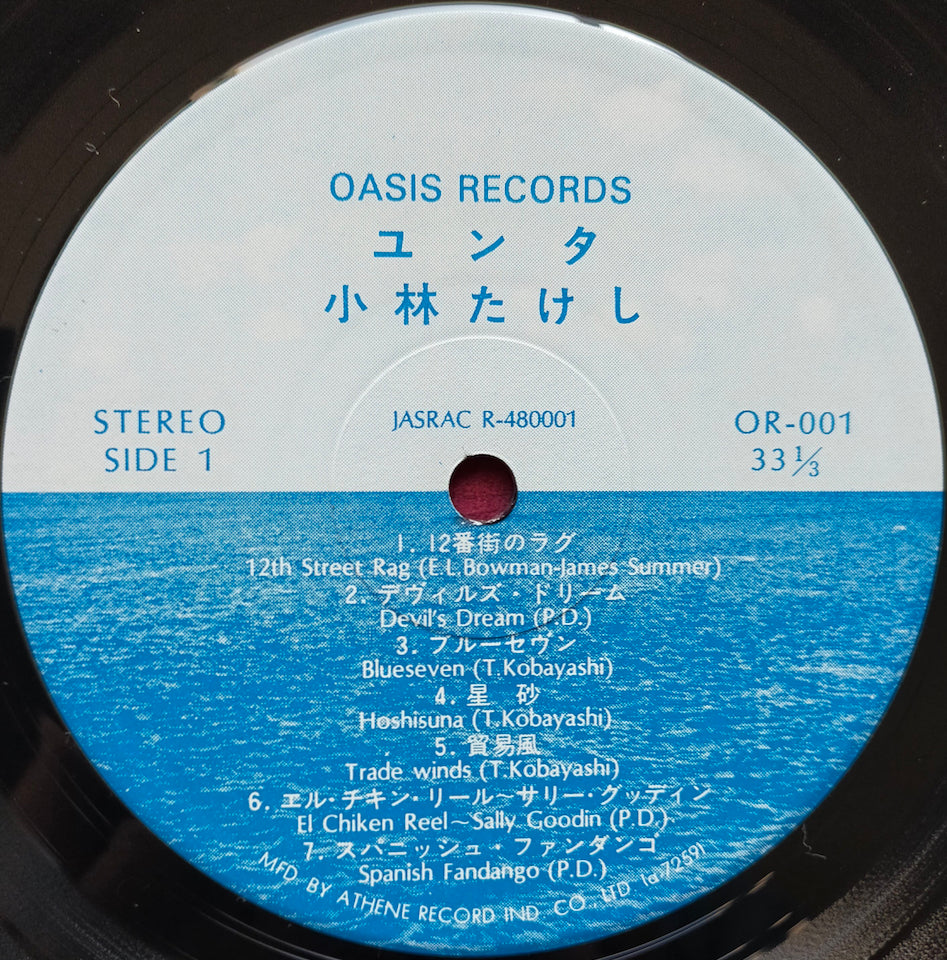 OASIS RECORDS
ユンタ
小林たけし
STEREO
SIDE 1
JASRAC R-480001
OR-001
33 1/3
1. 12番街のラグ
12th Street Rag (E.L.Bowman-James Summer)
2. デヴィルズ・ドリーム
Devil's Dream (P.D.)
3. ブルーセヴン
Blueseven (T.Kobayashi)
4. 星 砂
Hoshisuna (T.Kobayashi)
5. 貿易風
Trade winds (T.Kobayashi)
6. エル・チキン・リール〜サリー・グッディン
El Chiken Reel〜Sally Goodin (P.D.)
7. スパニッシュ・ファンダンゴ
Spanish Fandango (P.D.)
MFD. BY ATHENE RECORD IND. CO., LTD. (a-72591